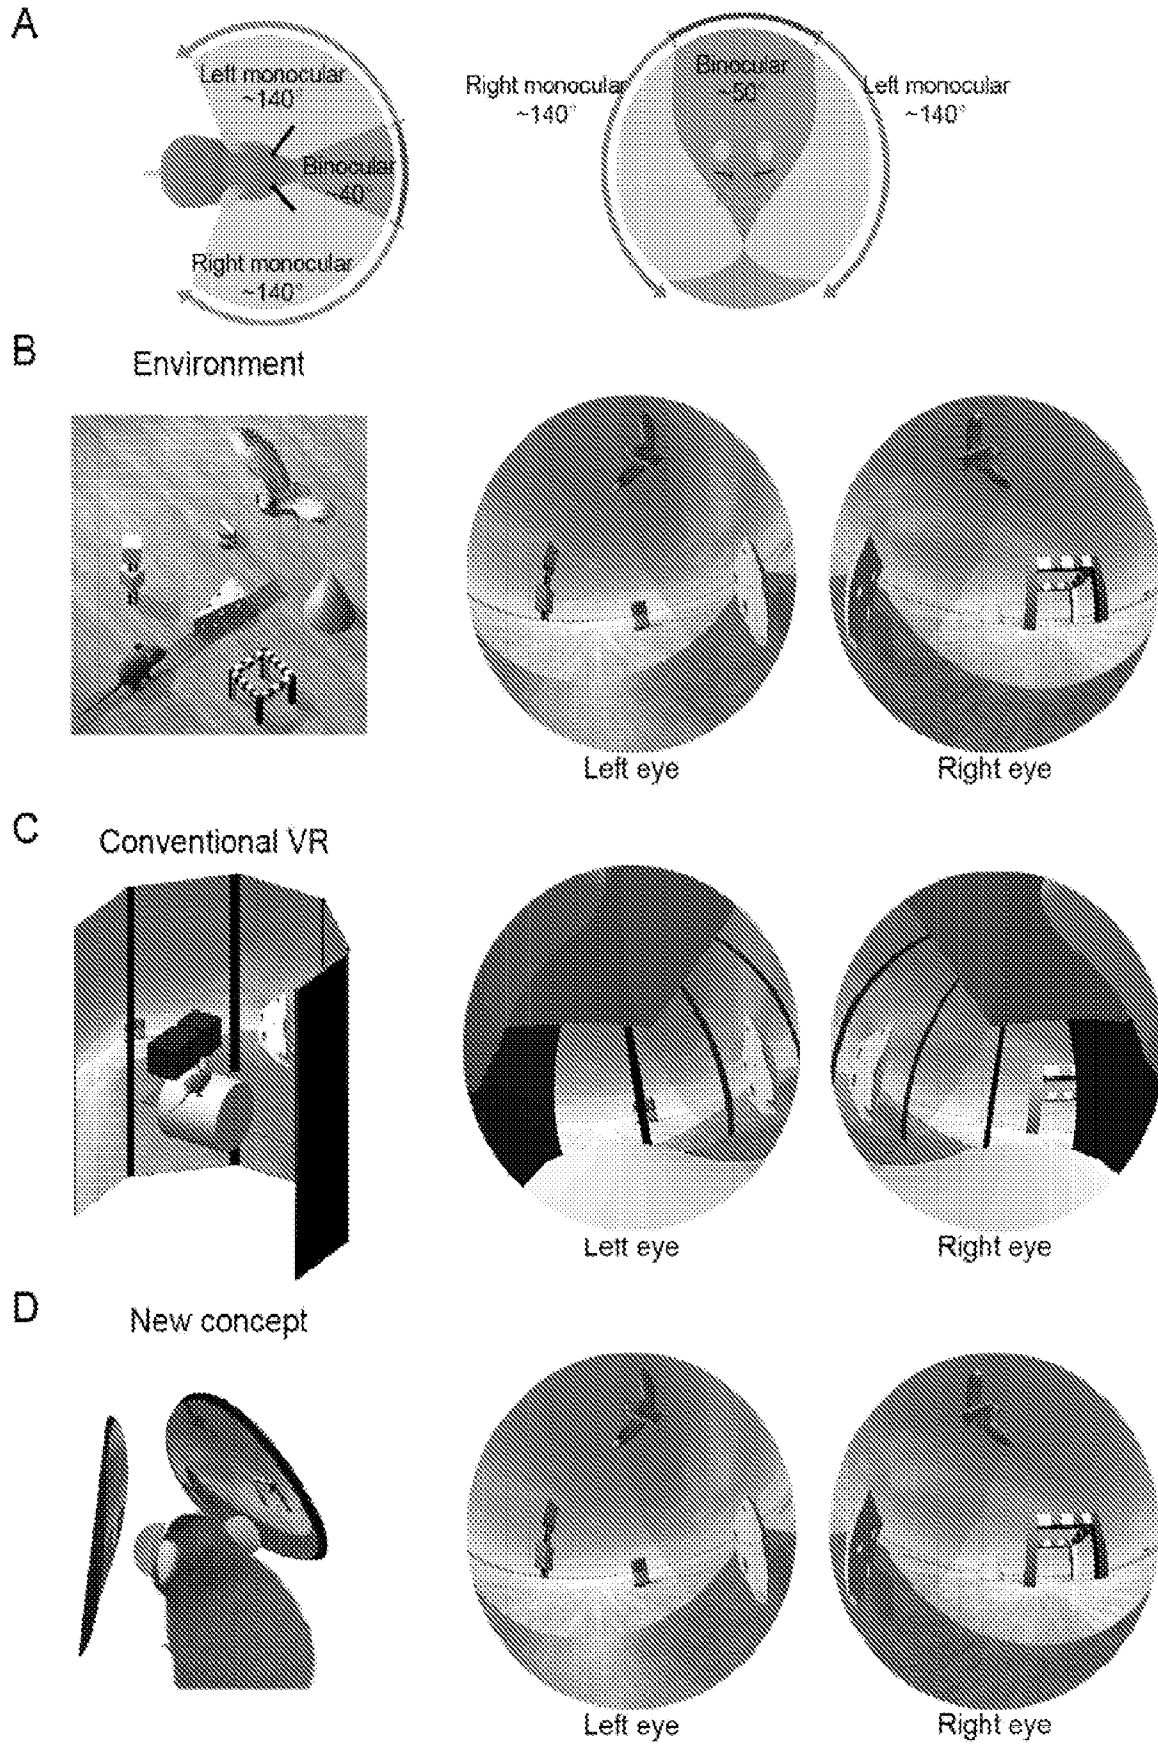 A
Left monocular
~140°
Binocular
~40°
Right monocular
~140°
Right monocular
~140°
Binocular
~50°
Left monocular
~140°
B
Environment
Left eye
Right eye
C
Conventional VR
Left eye
Right eye
D
New concept
Left eye
Right eye